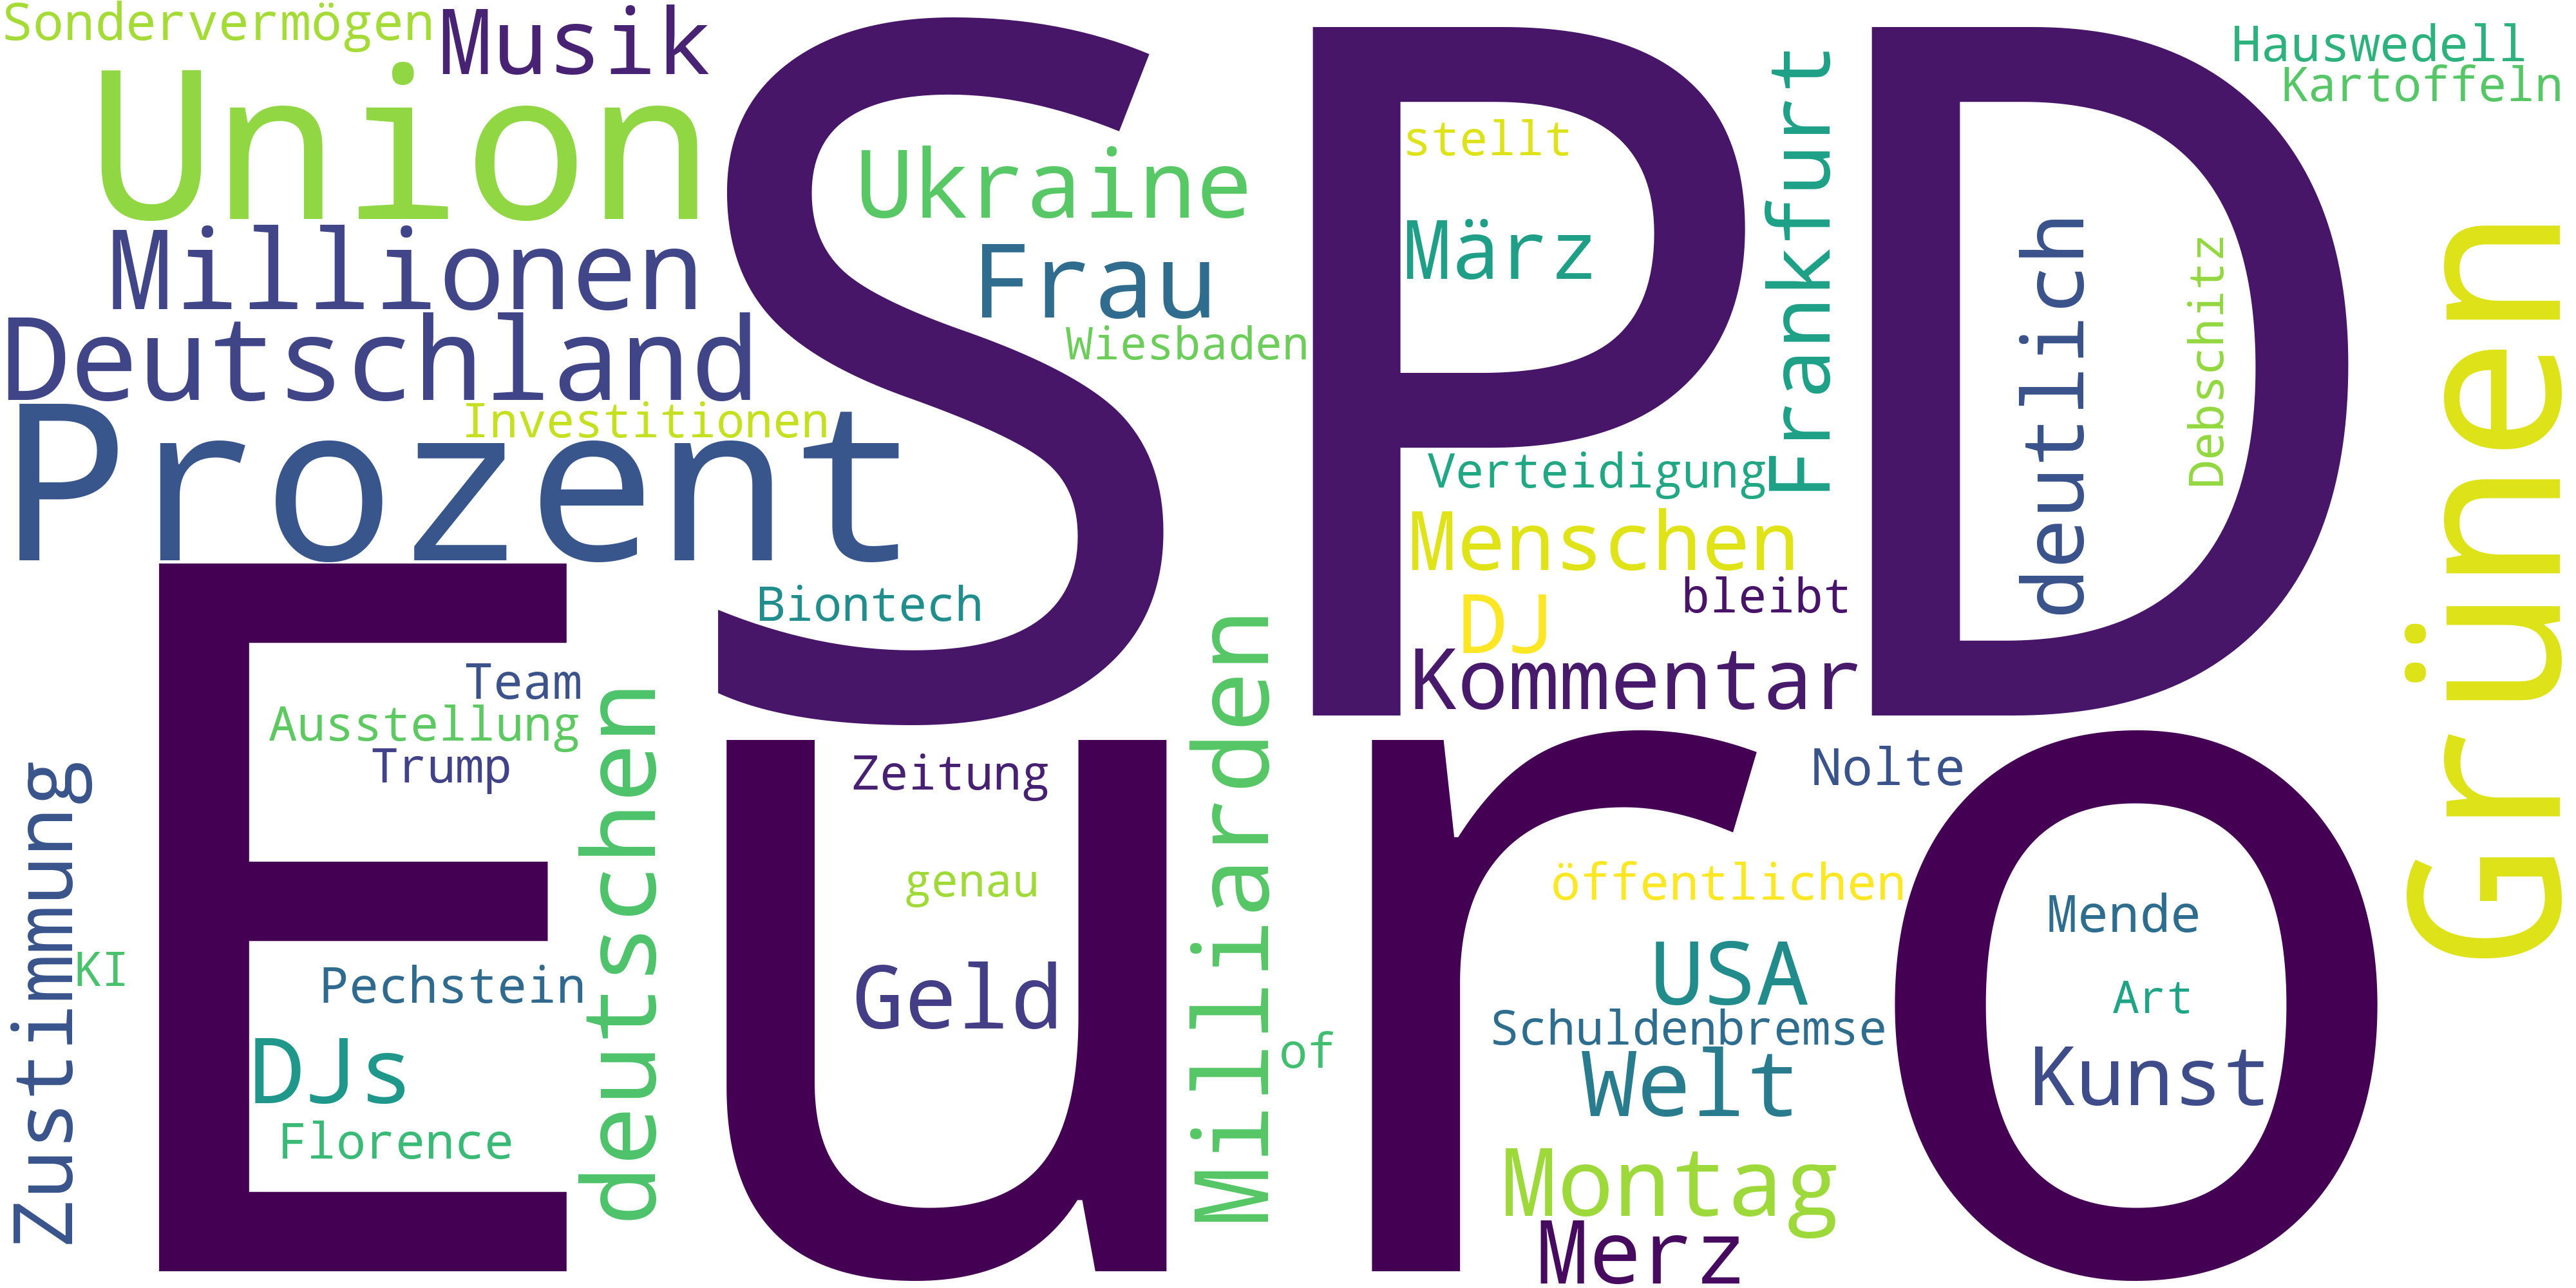 Sondervermögen
Musik
Union
Millionen
Deutschland
Investitionen
Prozent
SPD
Ukraine
Frau
Wiesbaden
Biontech
stellt
März
Frankfurt
Verteidigung
Menschen
bleibt
DJ
Kommentar
deutlich
Debschitz
Hauswedell
Kartoffeln
Grünen
Euro
Team
Ausstellung
Trump
deutschen
Zustimmung
KI
Pechstein
DJs
Florence
Zeitung
genau
Geld
Milliarden
of
Nolte
öffentlichen
USA
Schuldenbremse
Welt
Montag
Merz
Mende
Art
Kunst